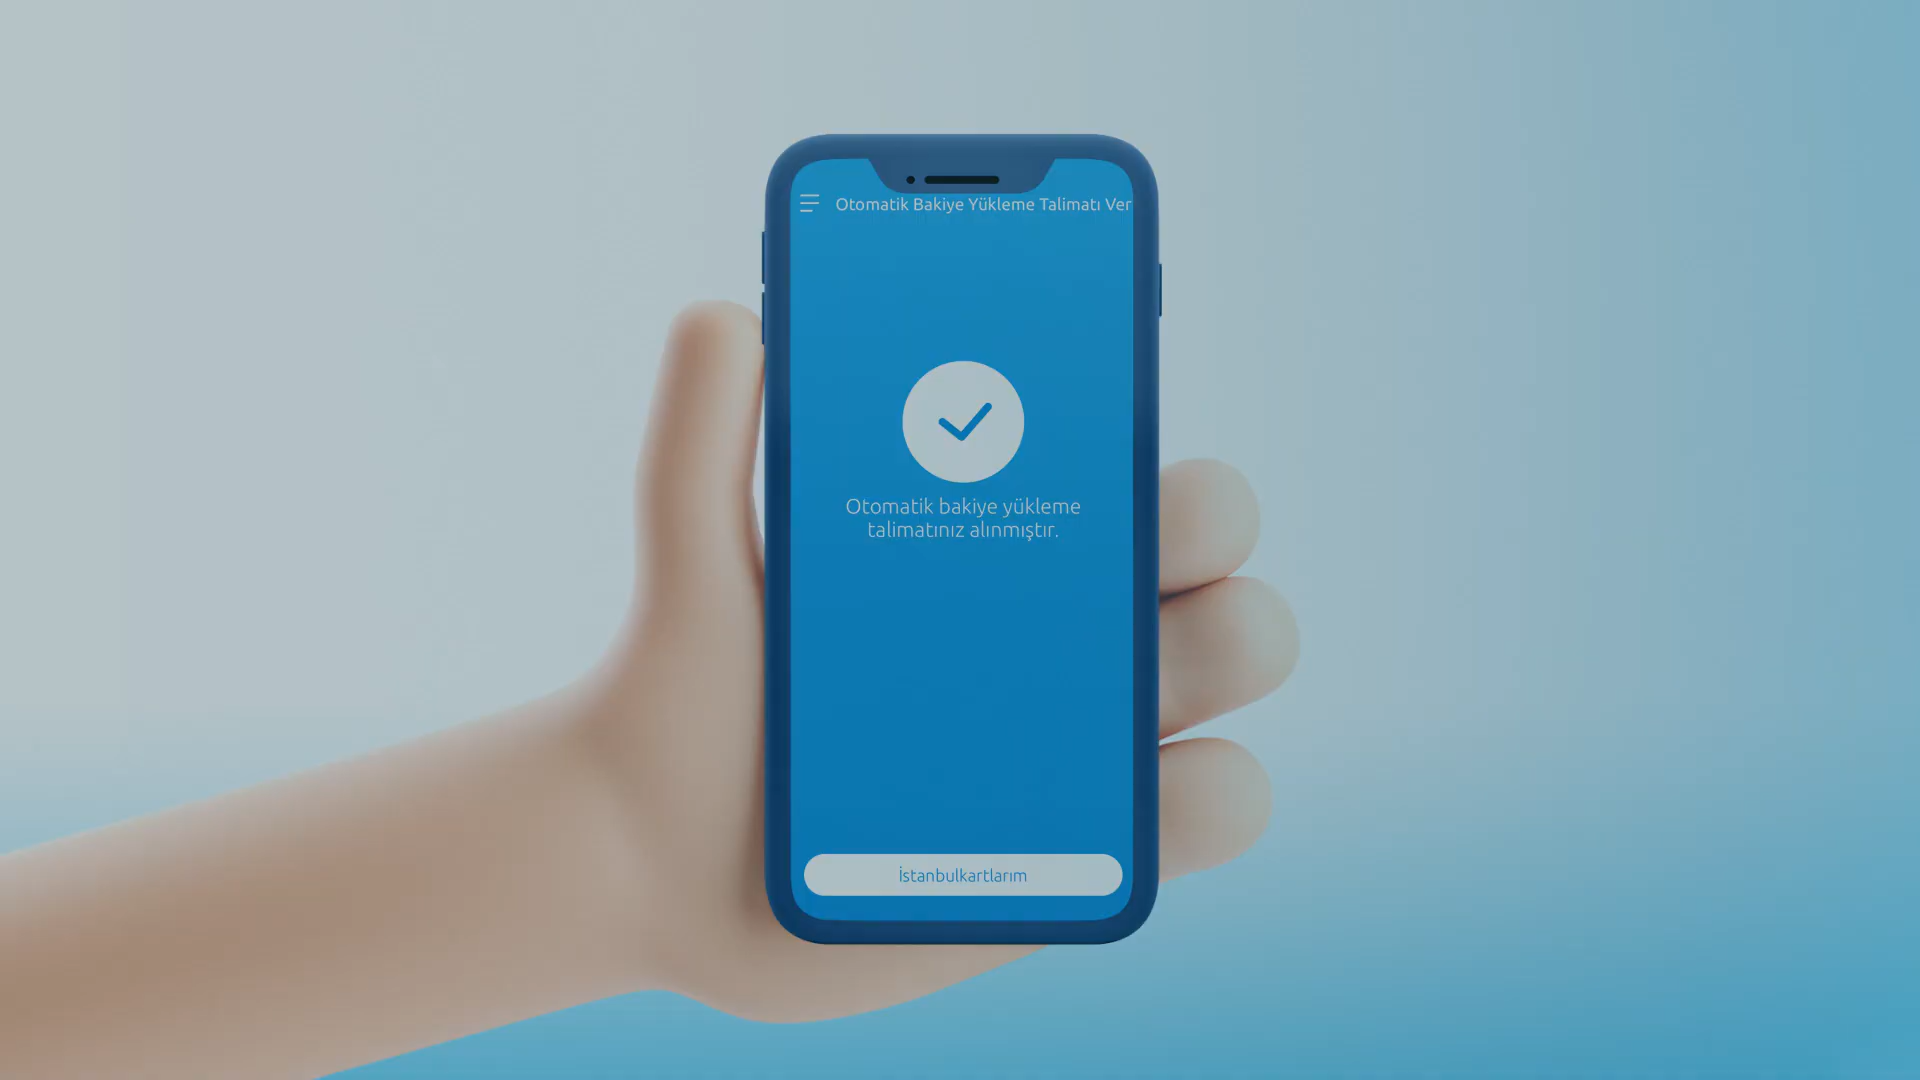 Otomatik Bakiye Yükleme Talimatı Ver
Otomatik bakiye yükleme
talimatınız alınmıştır.
İstanbulkartlarım